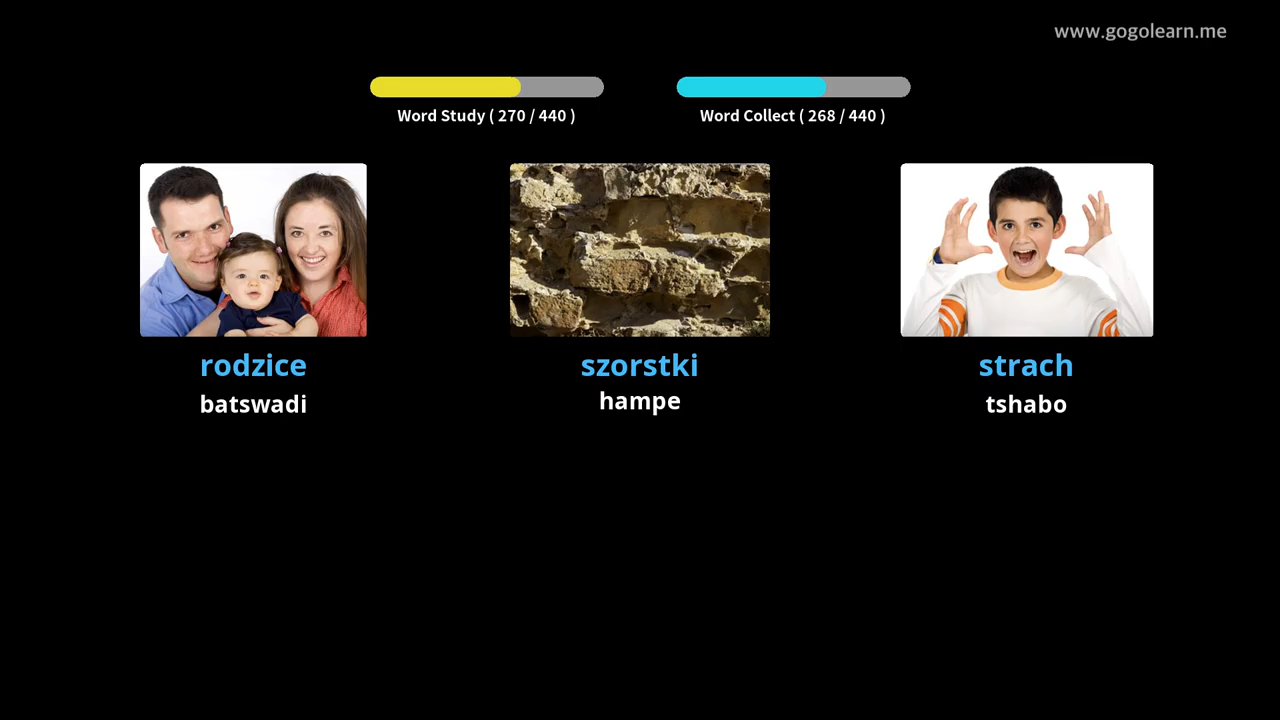 www.gogolearn.me
Word Study ( 270 / 440 )
Word Collect ( 268 / 440 )
rodzice
batswadi
szorstki
hampe
strach
tshabo